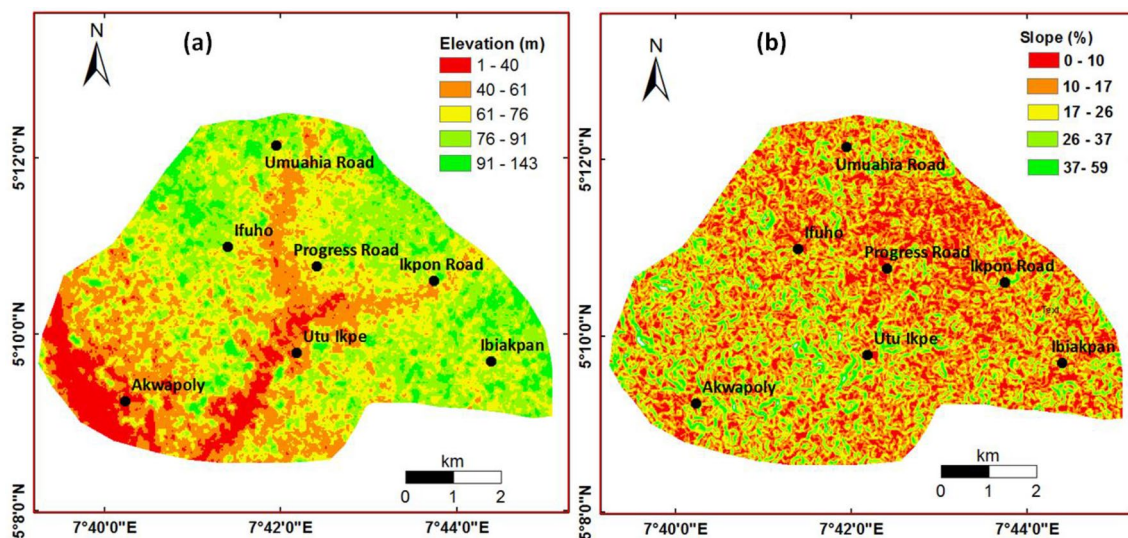 N
(a)
Elevation (m)
1 - 40
40 - 61
61 - 76
76 - 91
91 - 143
5°12'0"N
5°10'0"N
5°8'0"N
Umuahia Road
Ifuho
Progress Road
Ikpon Road
Utu Ikpe
Ibiakpan
Akwapoly
km
0 1 2
7°40'0"E 7°42'0"E 7°44'0"E
N
(b)
Slope (%)
0 - 10
10 - 17
17 - 26
26 - 37
37- 59
5°12'0"N
5°10'0"N
5°8'0"N
Umuahia Road
Ifuho
Progress Road
Ikpon Road
Text
Utu Ikpe
Ibiakpan
Akwapoly
km
0 1 2
7°40'0"E 7°42'0"E 7°44'0"E